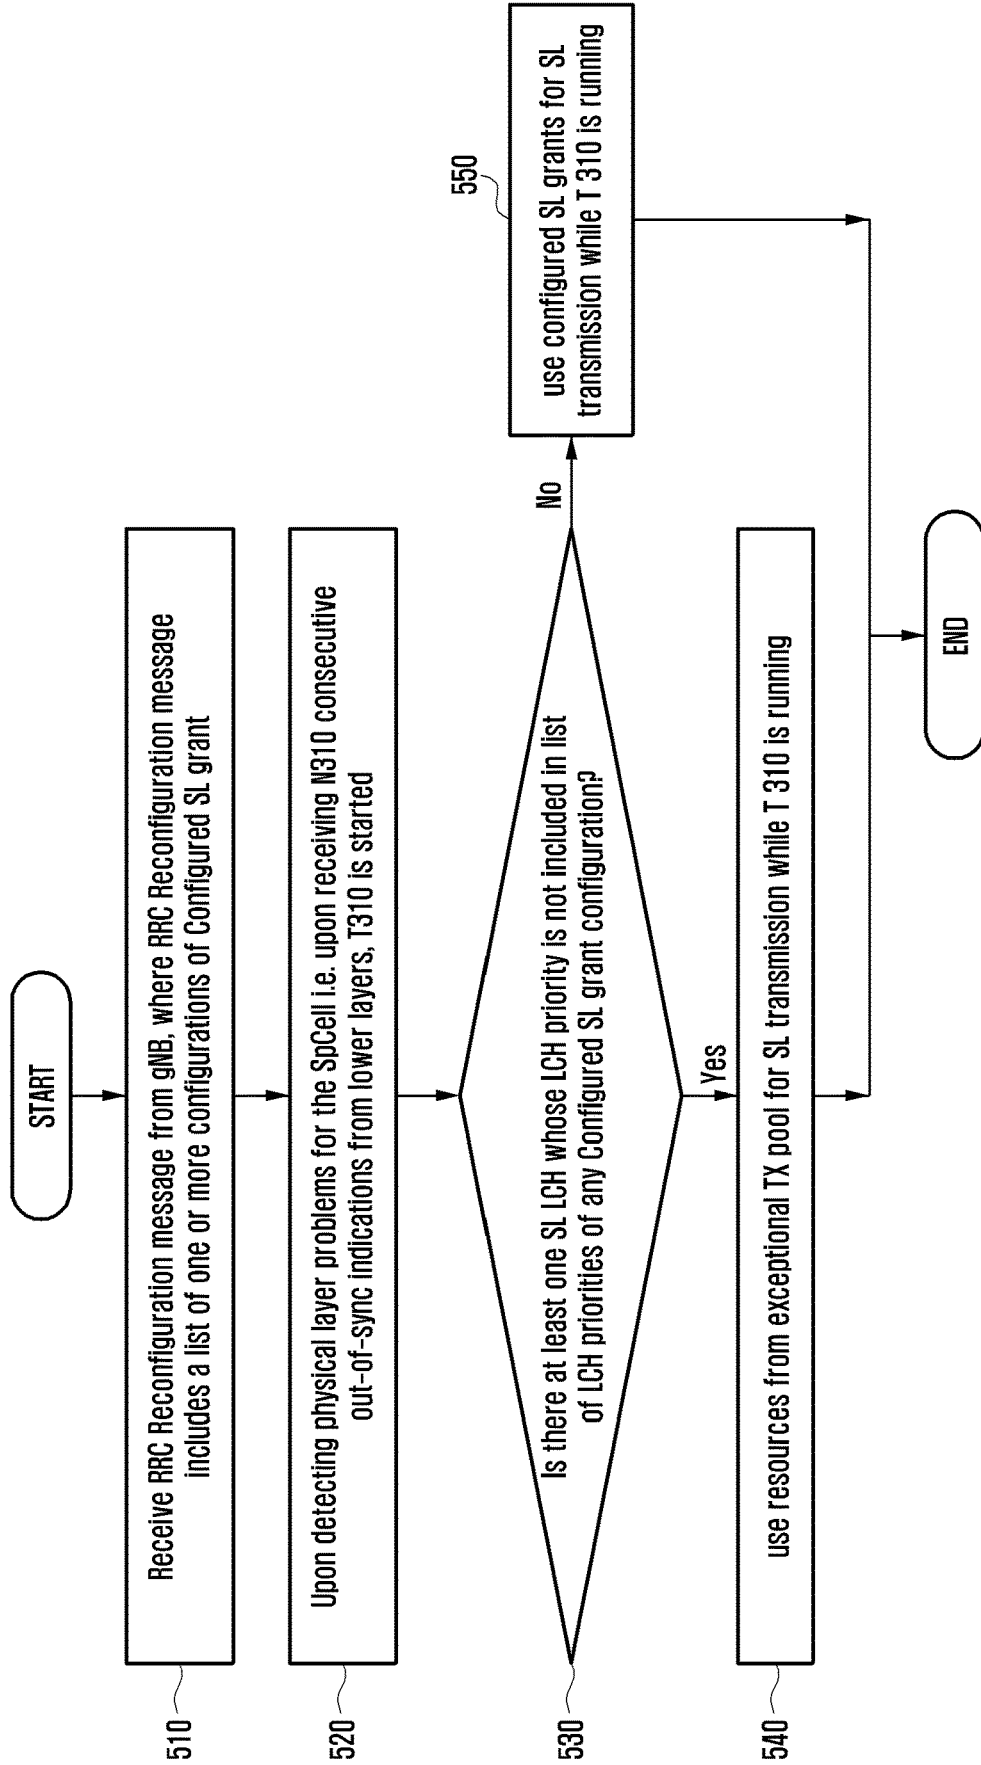 START
510
Receive RRC Reconfiguration message from gNB, where RRC Reconfiguration message
includes a list of one or more configurations of Configured SL grant
520
Upon detecting physical layer problems for the SpCell i.e. upon receiving N310 consecutive
out-of-sync indications from lower layers, T310 is started
530
Is there at least one SL LCH whose LCH priority is not included in list
of LCH priorities of any Configured SL grant configuration?
No
550
use configured SL grants for SL
transmission while T 310 is running
Yes
540
use resources from exceptional TX pool for SL transmission while T 310 is running
END